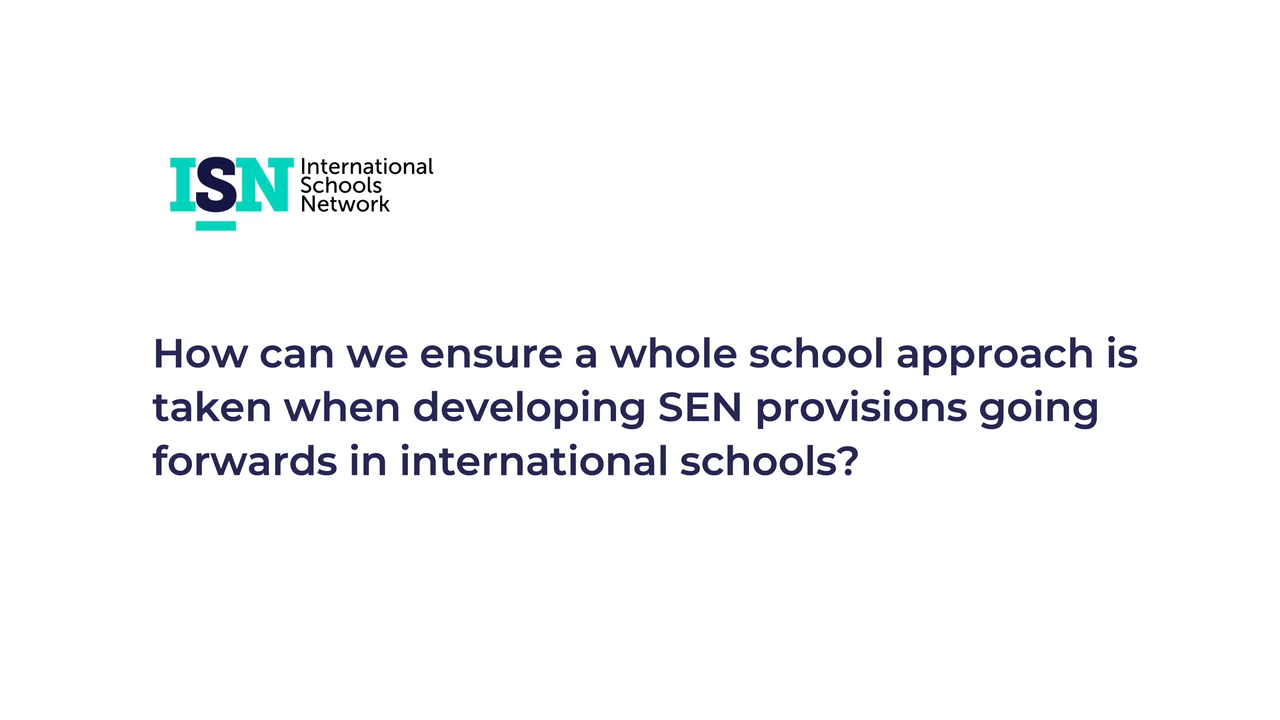 ISN
International
Schools
Network
How can we ensure a whole school approach is
taken when developing SEN provisions going
forwards in international schools?